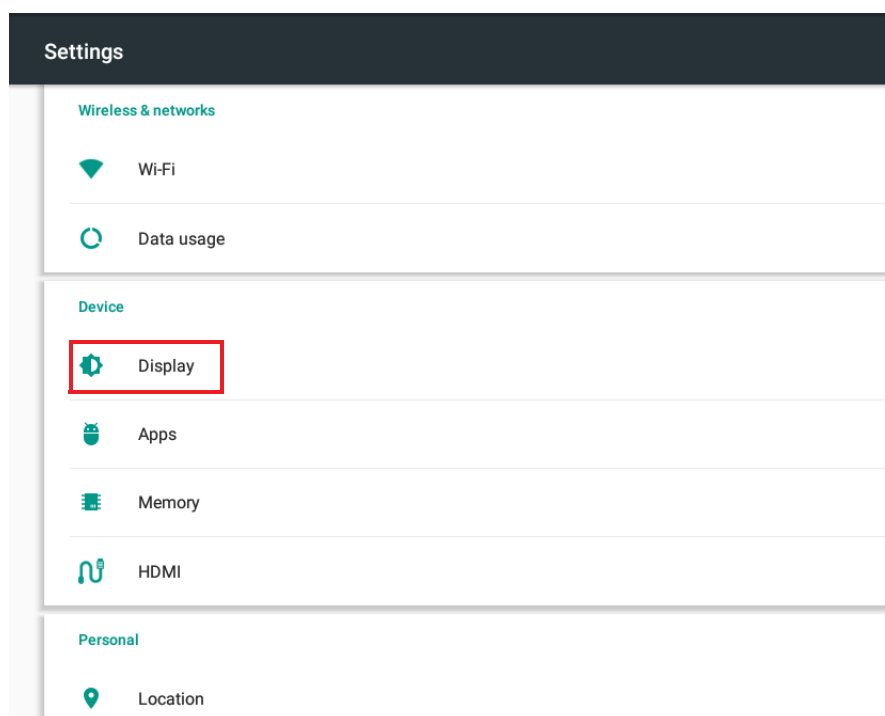 Settings
Wireless & networks
Wi-Fi
Data usage
Device
Display
Apps
Memory
HDMI
Personal
Location